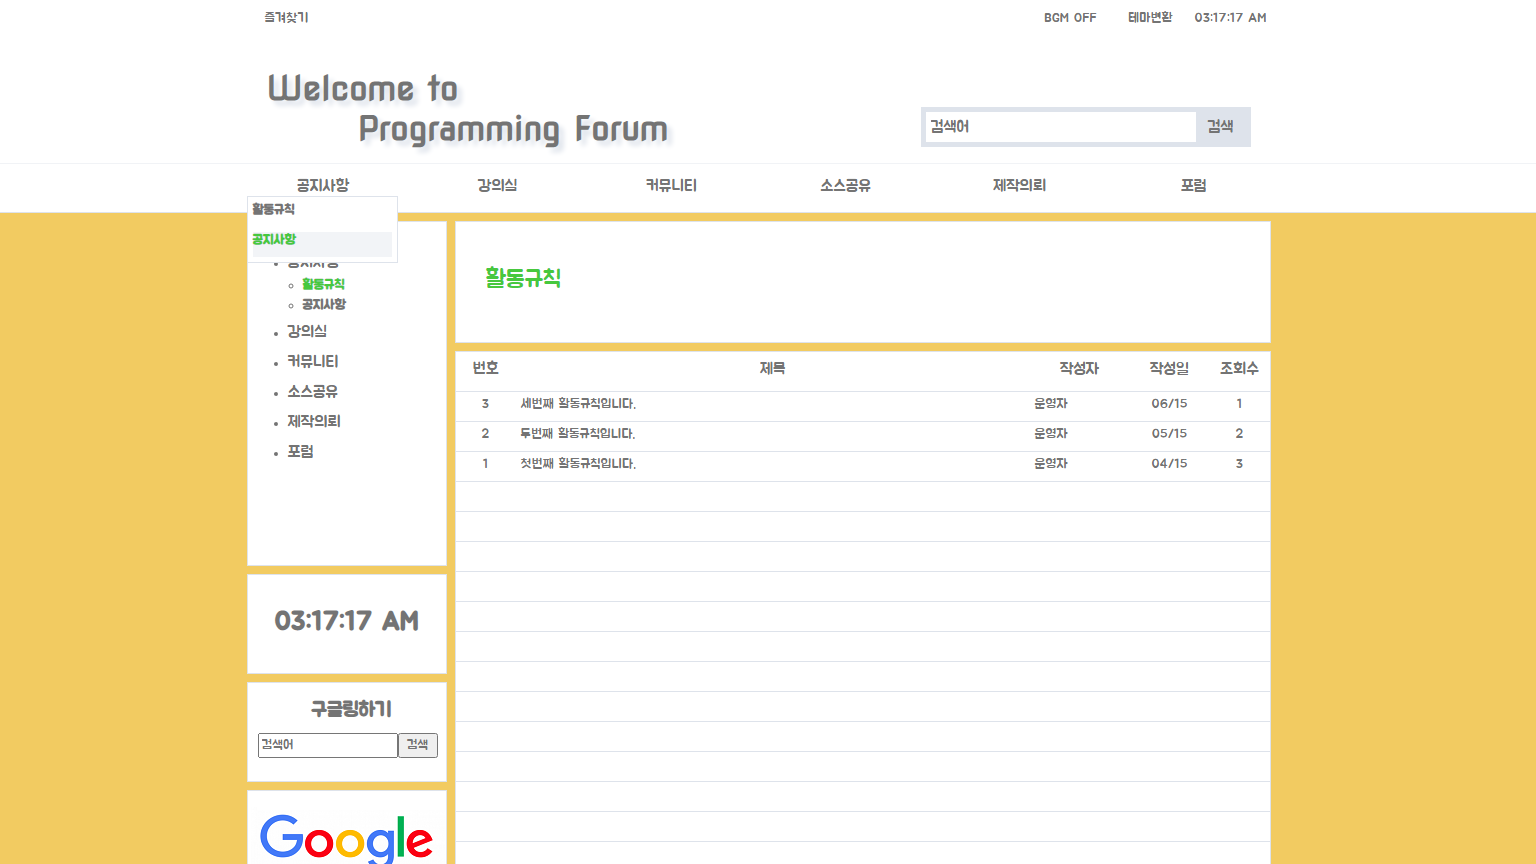 즐겨찾기 BGM OFF 테마변환 03:17:17 AM
Welcome to
Programming Forum
검색어 검색
공지사항 강의실 커뮤니티 소스공유 제작의뢰 포럼
활동규칙
공지사항
공지사항
활동규칙
공지사항
강의실
커뮤니티
소스공유
제작의뢰
포럼
03:17:17 AM
구글링하기
검색어 검색
Google
활동규칙
번호 제목 작성자 작성일 조회수
3 세번째 활동규칙입니다. 운영자 06/15 1
2 두번째 활동규칙입니다. 운영자 05/15 2
1 첫번째 활동규칙입니다. 운영자 04/15 3